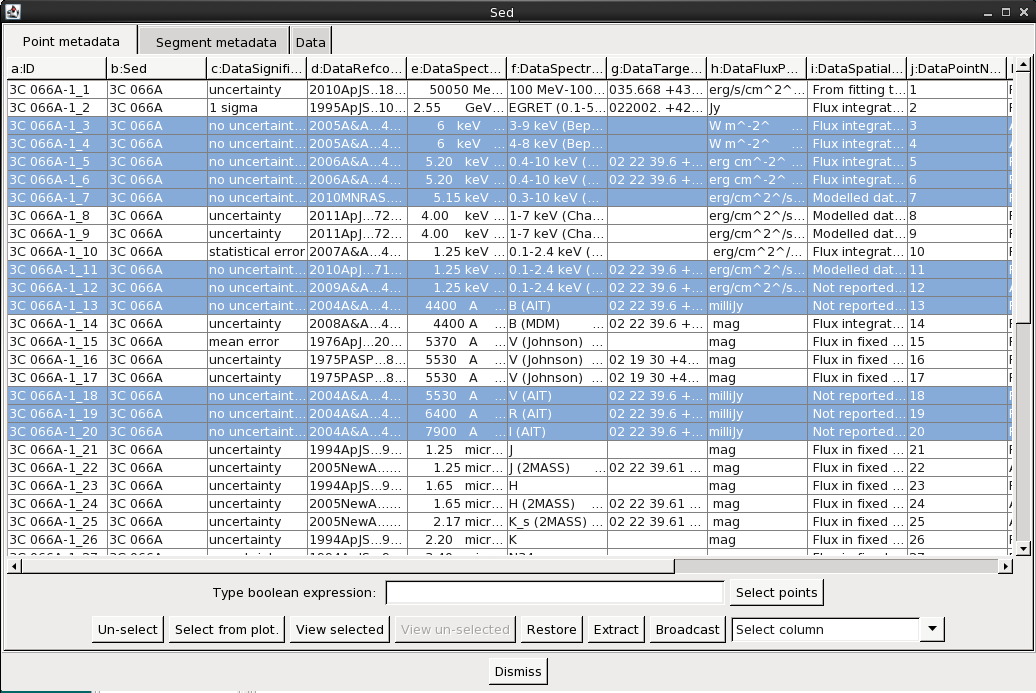 Sed
Point metadata Segment metadata Data
a:ID b:Sed c:DataSignifi... d:DataRefco... e:DataSpect... f:DataSpectr... g:DataTarge... h:DataFluxP... i:DataSpatial... j:DataPointN...
3C 066A-1_1 3C 066A uncertainty 2010ApJS...18... 50050 Me... 100 MeV-100... 035.668 +43... erg/s/cm^2^... From fitting t... 1
3C 066A-1_2 3C 066A 1 sigma 1995ApJS...10... 2.55 GeV... EGRET (0.1-5... 022002. +42... Jy Flux integrat... 2
3C 066A-1_3 3C 066A no uncertaint... 2005A&A...4... 6 keV ... 3-9 keV (Bep... W m^-2^ ... Flux integrat... 3
3C 066A-1_4 3C 066A no uncertaint... 2005A&A...4... 6 keV ... 4-8 keV (Bep... W m^-2^ ... Flux integrat... 4
3C 066A-1_5 3C 066A no uncertaint... 2006A&A...4... 5.20 keV ... 0.4-10 keV (... 02 22 39.6 +... erg cm^-2^ ... Flux integrat... 5
3C 066A-1_6 3C 066A no uncertaint... 2006A&A...4... 5.20 keV ... 0.4-10 keV (... 02 22 39.6 +... erg cm^-2^ ... Flux integrat... 6
3C 066A-1_7 3C 066A no uncertaint... 2010MNRAS.... 5.15 keV ... 0.3-10 keV (... erg/cm^2^/s... Modelled dat... 7
3C 066A-1_8 3C 066A uncertainty 2011ApJ...72... 4.00 keV ... 1-7 keV (Cha... erg/cm^2^/s... Modelled dat... 8
3C 066A-1_9 3C 066A uncertainty 2011ApJ...72... 4.00 keV ... 1-7 keV (Cha... erg/cm^2^/s... Modelled dat... 9
3C 066A-1_10 3C 066A statistical error 2007A&A...4... 1.25 keV ... 0.1-2.4 keV (... erg/cm^2^/... Flux integrat... 10
3C 066A-1_11 3C 066A no uncertaint... 2010ApJ...71... 1.25 keV ... 0.1-2.4 keV (... 02 22 39.6 +... erg/cm^2^/s... Modelled dat... 11
3C 066A-1_12 3C 066A no uncertaint... 2009A&A...4... 1.25 keV ... 0.1-2.4 keV (... 02 22 39.6 +... erg/cm^2^/s... Not reported... 12
3C 066A-1_13 3C 066A no uncertaint... 2004A&A...4... 4400 A ... B (AIT) 02 22 39.6 +... milliJy Not reported... 13
3C 066A-1_14 3C 066A uncertainty 2008A&A...4... 4400 A ... B (MDM) ... 02 22 39.6 +... mag Flux integrat... 14
3C 066A-1_15 3C 066A mean error 1976ApJ...20... 5370 A ... V (Johnson) ... mag Flux in fixed ... 15
3C 066A-1_16 3C 066A uncertainty 1975PASP...8... 5530 A ... V (Johnson) ... 02 19 30 +4... mag Flux in fixed ... 16
3C 066A-1_17 3C 066A uncertainty 1975PASP...8... 5530 A ... V (Johnson) ... 02 19 30 +4... mag Flux in fixed ... 17
3C 066A-1_18 3C 066A no uncertaint... 2004A&A...4... 5530 A ... V (AIT) 02 22 39.6 +... milliJy Not reported... 18
3C 066A-1_19 3C 066A no uncertaint... 2004A&A...4... 6400 A ... R (AIT) 02 22 39.6 +... milliJy Not reported... 19
3C 066A-1_20 3C 066A no uncertaint... 2004A&A...4... 7900 A ... I (AIT) 02 22 39.6 +... milliJy Not reported... 20
3C 066A-1_21 3C 066A uncertainty 1994ApJS...9... 1.25 micr... J mag Flux in fixed ... 21
3C 066A-1_22 3C 066A uncertainty 2005NewA...... 1.25 micr... J (2MASS) ... 02 22 39.61 ... mag Flux in fixed ... 22
3C 066A-1_23 3C 066A uncertainty 1994ApJS...9... 1.65 micr... H mag Flux in fixed ... 23
3C 066A-1_24 3C 066A uncertainty 2005NewA...... 1.65 micr... H (2MASS) ... 02 22 39.61 ... mag Flux in fixed ... 24
3C 066A-1_25 3C 066A uncertainty 2005NewA...... 2.17 micr... K_s (2MASS) ... 02 22 39.61 ... mag Flux in fixed ... 25
3C 066A-1_26 3C 066A uncertainty 1994ApJS...9... 2.20 micr... K mag Flux in fixed ... 26
Type boolean expression: Select points
Un-select Select from plot. View selected View un-selected Restore Extract Broadcast Select column
Dismiss